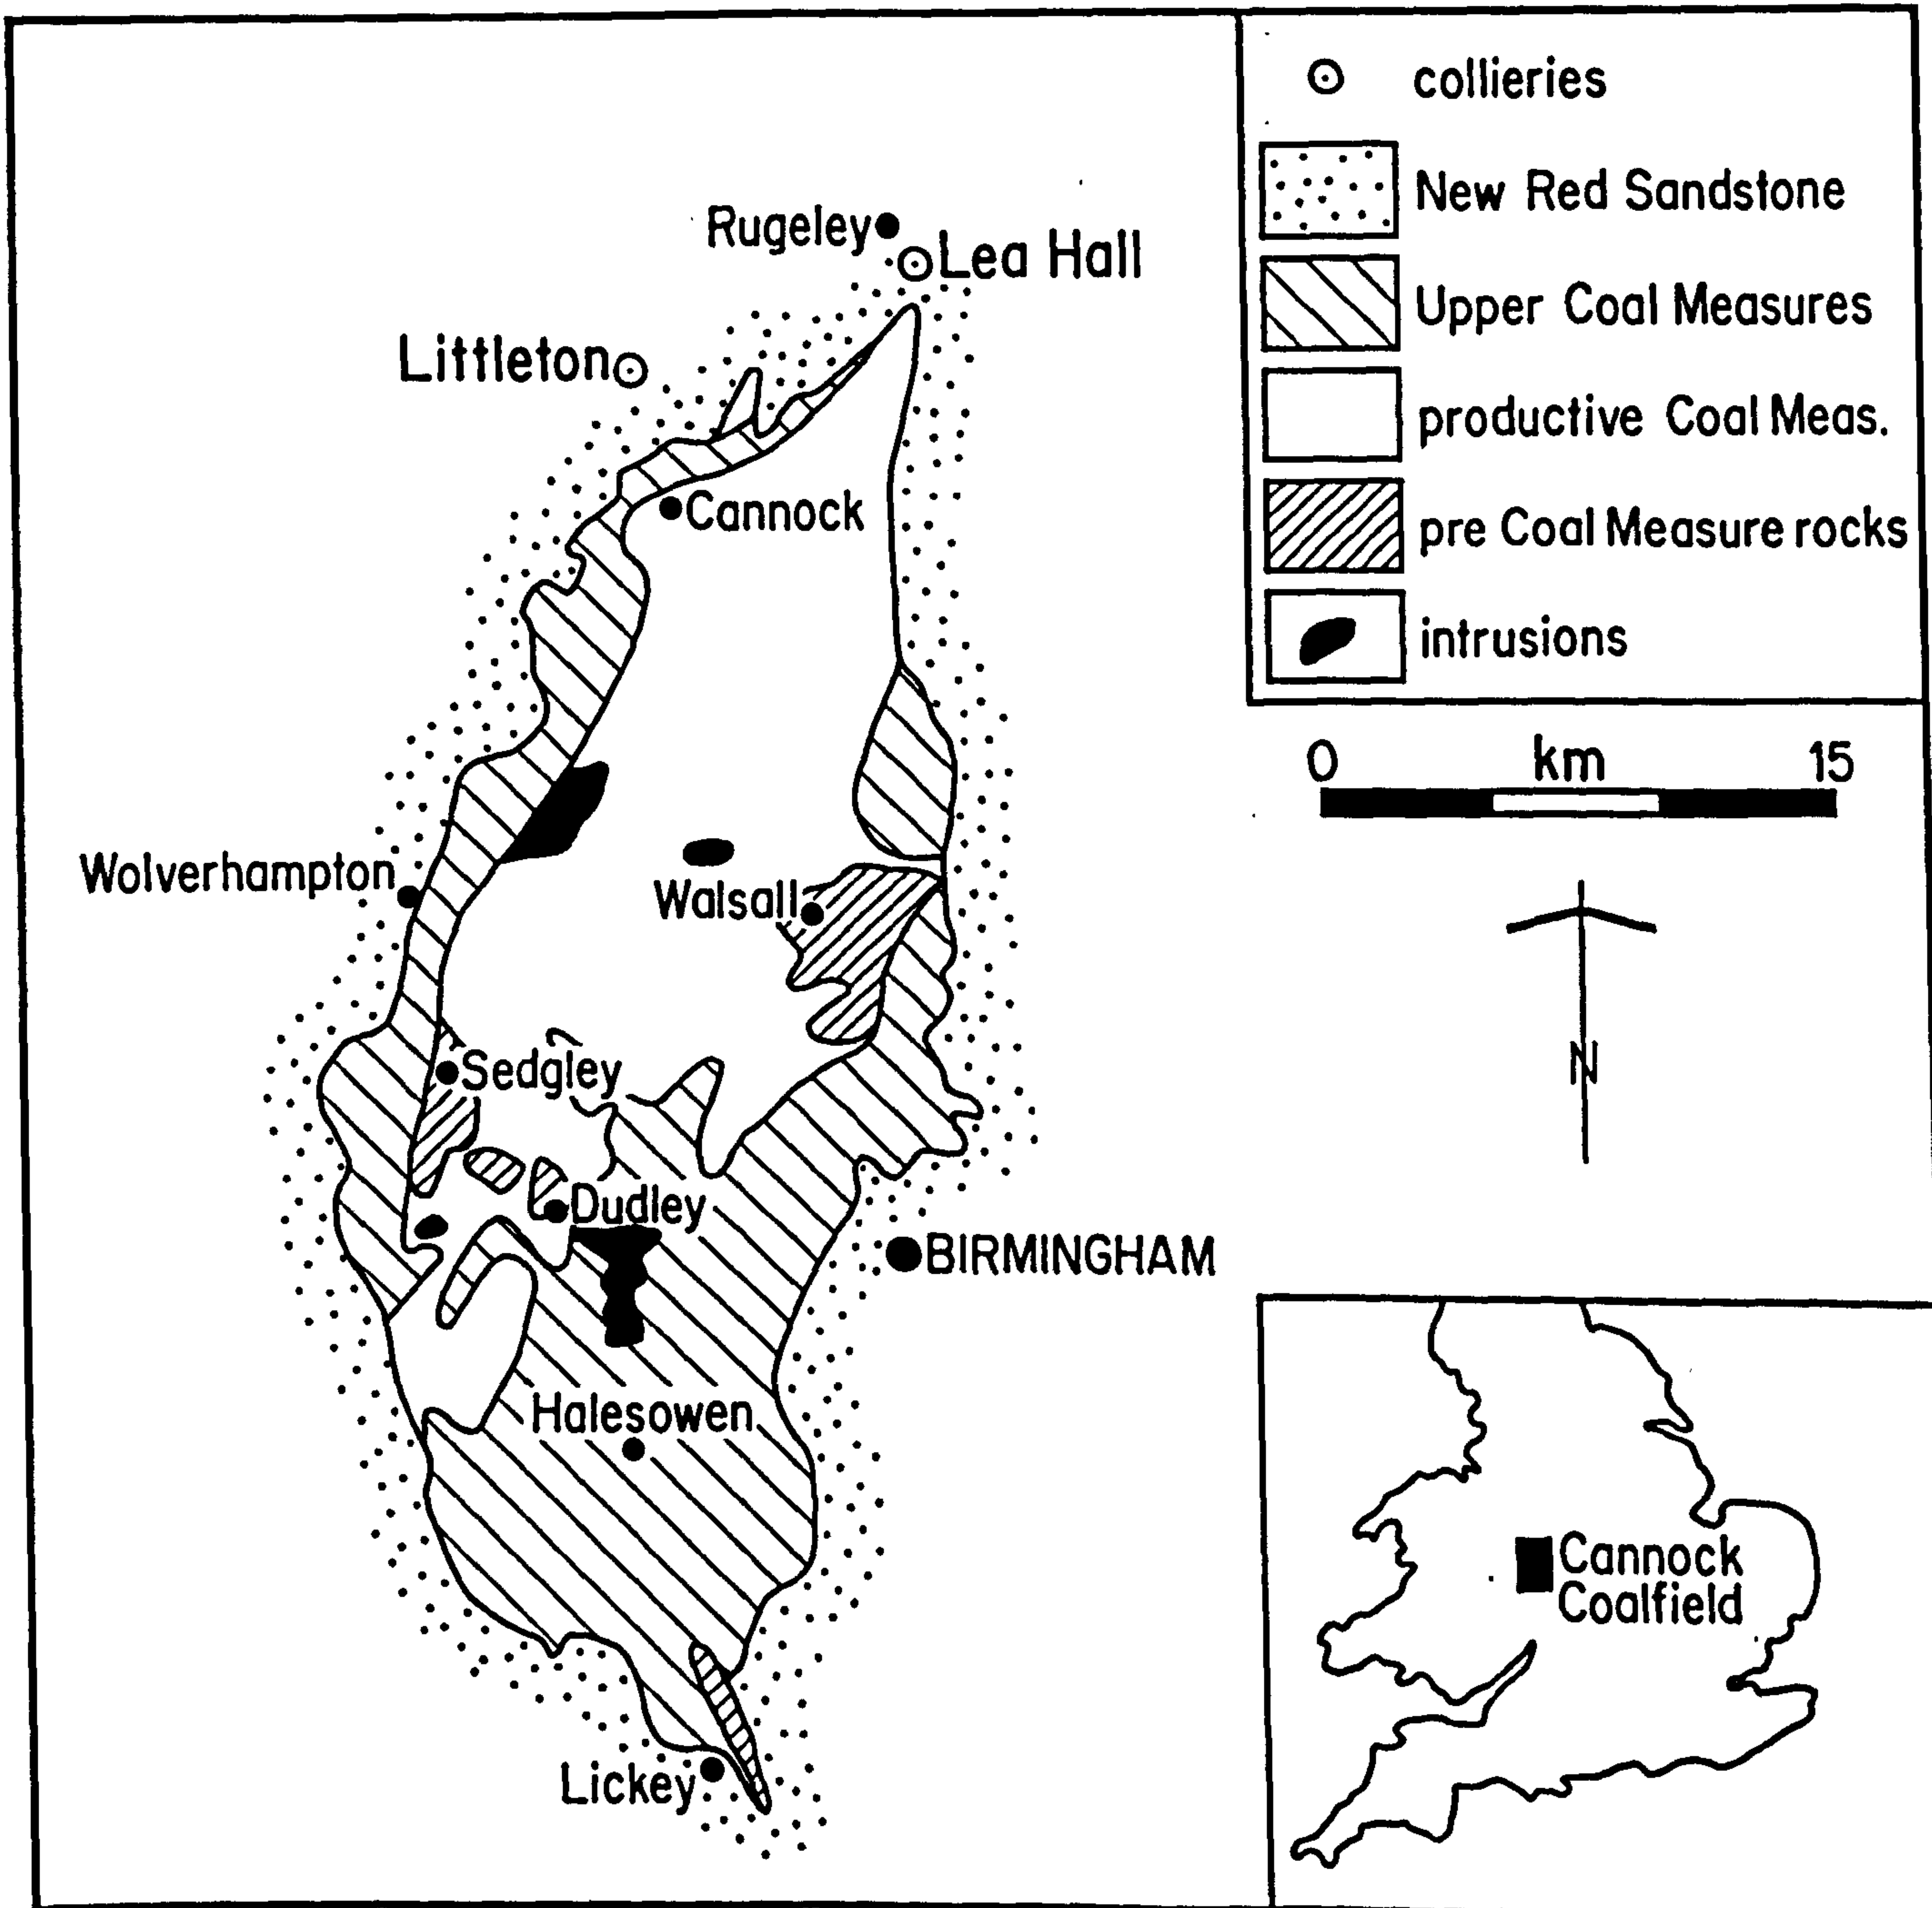 collieries
New Red Sandstone
Upper Coal Measures
productive Coal Meas.
pre Coal Measure rocks
intrusions
0 km 15
N
Rugeley
Lea Hall
Littleton
Cannock
Wolverhampton
Walsall
Sedgley
Dudley
BIRMINGHAM
Halesowen
Lickey
Cannock
Coalfield